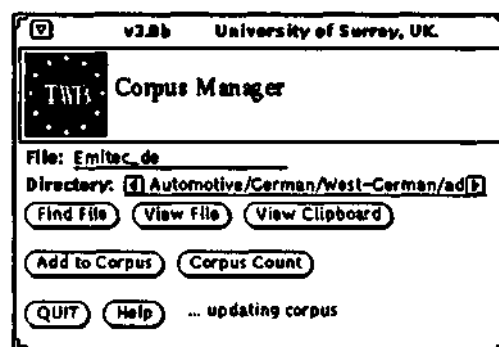 v3.0b University of Surrey, UK.
TWB
Corpus Manager
File: Emitec_de
Directory: Automotive/German/West-German/ad
Find File View File View Clipboard
Add to Corpus Corpus Count
QUIT Help ... updating corpus